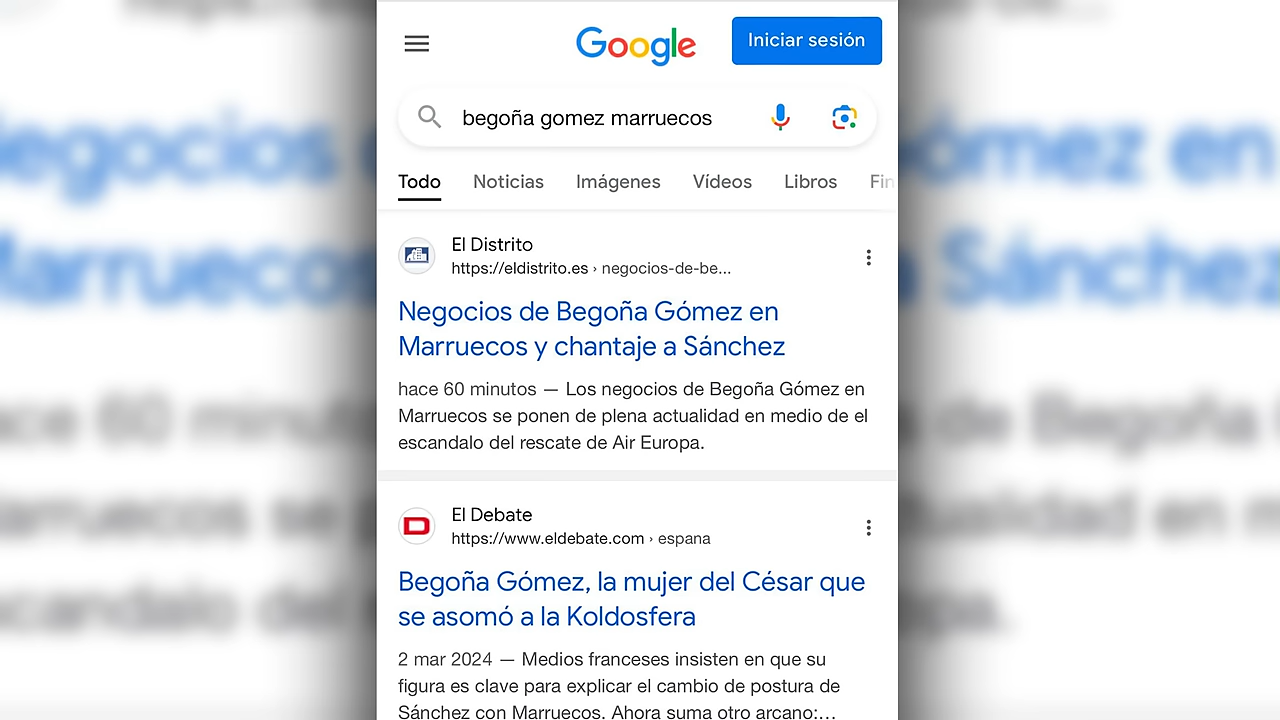 Google
Iniciar sesión
begoña gomez marruecos
Todo Noticias Imágenes Vídeos Libros Fin
El Distrito
https://eldistrito.es › negocios-de-be...
Negocios de Begoña Gómez en
Marruecos y chantaje a Sánchez
hace 60 minutos — Los negocios de Begoña Gómez en
Marruecos se ponen de plena actualidad en medio de el
escandalo del rescate de Air Europa.
El Debate
https://www.eldebate.com › espana
Begoña Gómez, la mujer del César que
se asomó a la Koldosfera
2 mar 2024 — Medios franceses insisten en que su
figura es clave para explicar el cambio de postura de
Sánchez con Marruecos. Ahora suma otro arcano:…